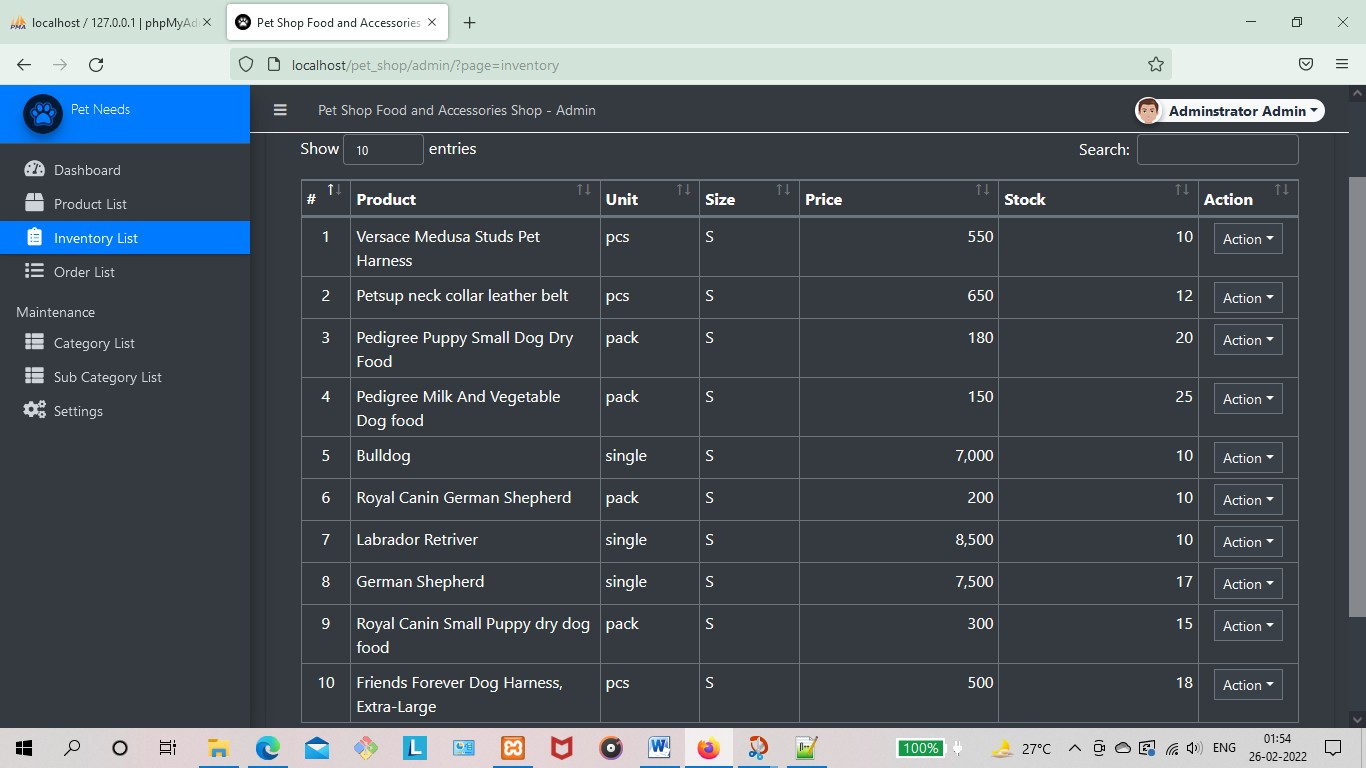 localhost / 127.0.0.1 | phpMyAd
Pet Shop Food and Accessories
localhost/pet_shop/admin/?page=inventory
Pet Needs
Pet Shop Food and Accessories Shop - Admin
Adminstrator Admin
Dashboard
Product List
Inventory List
Order List
Maintenance
Category List
Sub Category List
Settings
Show 10 entries
Search:
# Product Unit Size Price Stock Action
1 Versace Medusa Studs Pet pcs S 550 10 Action
Harness
2 Petsup neck collar leather belt pcs S 650 12 Action
3 Pedigree Puppy Small Dog Dry pack S 180 20 Action
Food
4 Pedigree Milk And Vegetable pack S 150 25 Action
Dog food
5 Bulldog single S 7,000 10 Action
6 Royal Canin German Shepherd pack S 200 10 Action
7 Labrador Retriver single S 8,500 10 Action
8 German Shepherd single S 7,500 17 Action
9 Royal Canin Small Puppy dry dog pack S 300 15 Action
food
10 Friends Forever Dog Harness, pcs S 500 18 Action
Extra-Large
100% 27°C ENG 01:54
26-02-2022